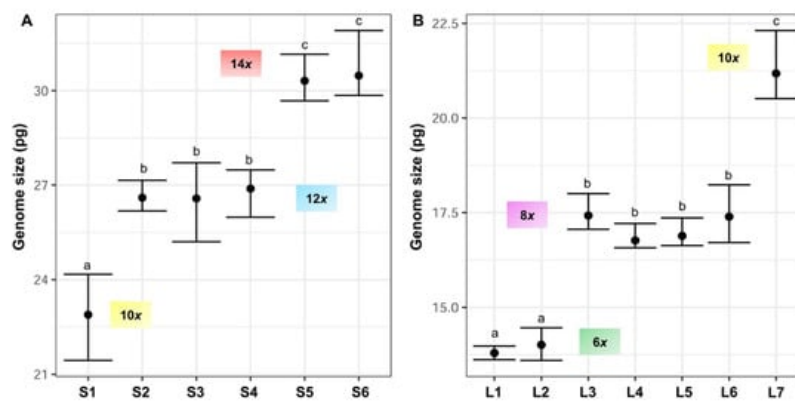 A
Genome size (pg)
30
27
24
21
a
b
b
b
c
c
14x
12x
10x
S1 S2 S3 S4 S5 S6
B
Genome size (pg)
22.5
20.0
17.5
15.0
a
a
b
b
b
b
c
10x
8x
6x
L1 L2 L3 L4 L5 L6 L7